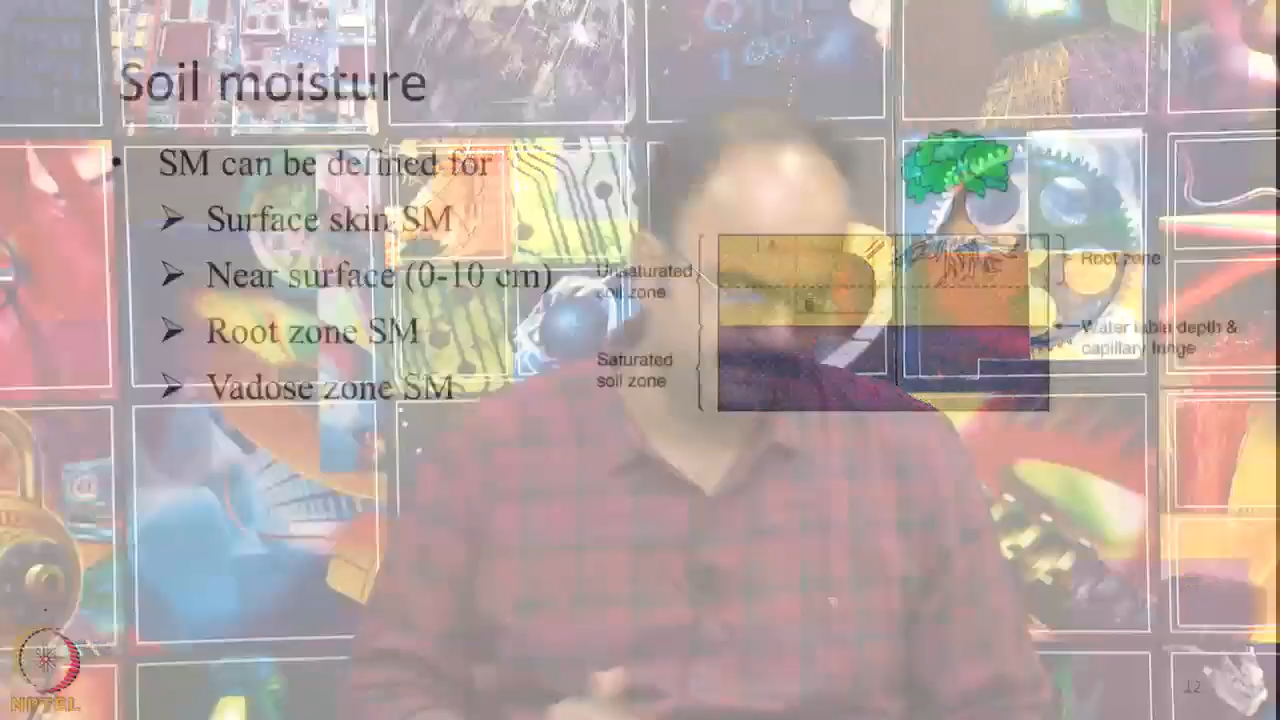 Soil moisture
• SM can be defined for
➢ Surface skin SM
➢ Near surface (0-10 cm)
➢ Root zone SM
➢ Vadose zone SM
Unsaturated
soil zone
Saturated
soil zone
Root zone
Water table depth &
capillary fringe
NPTEL
12